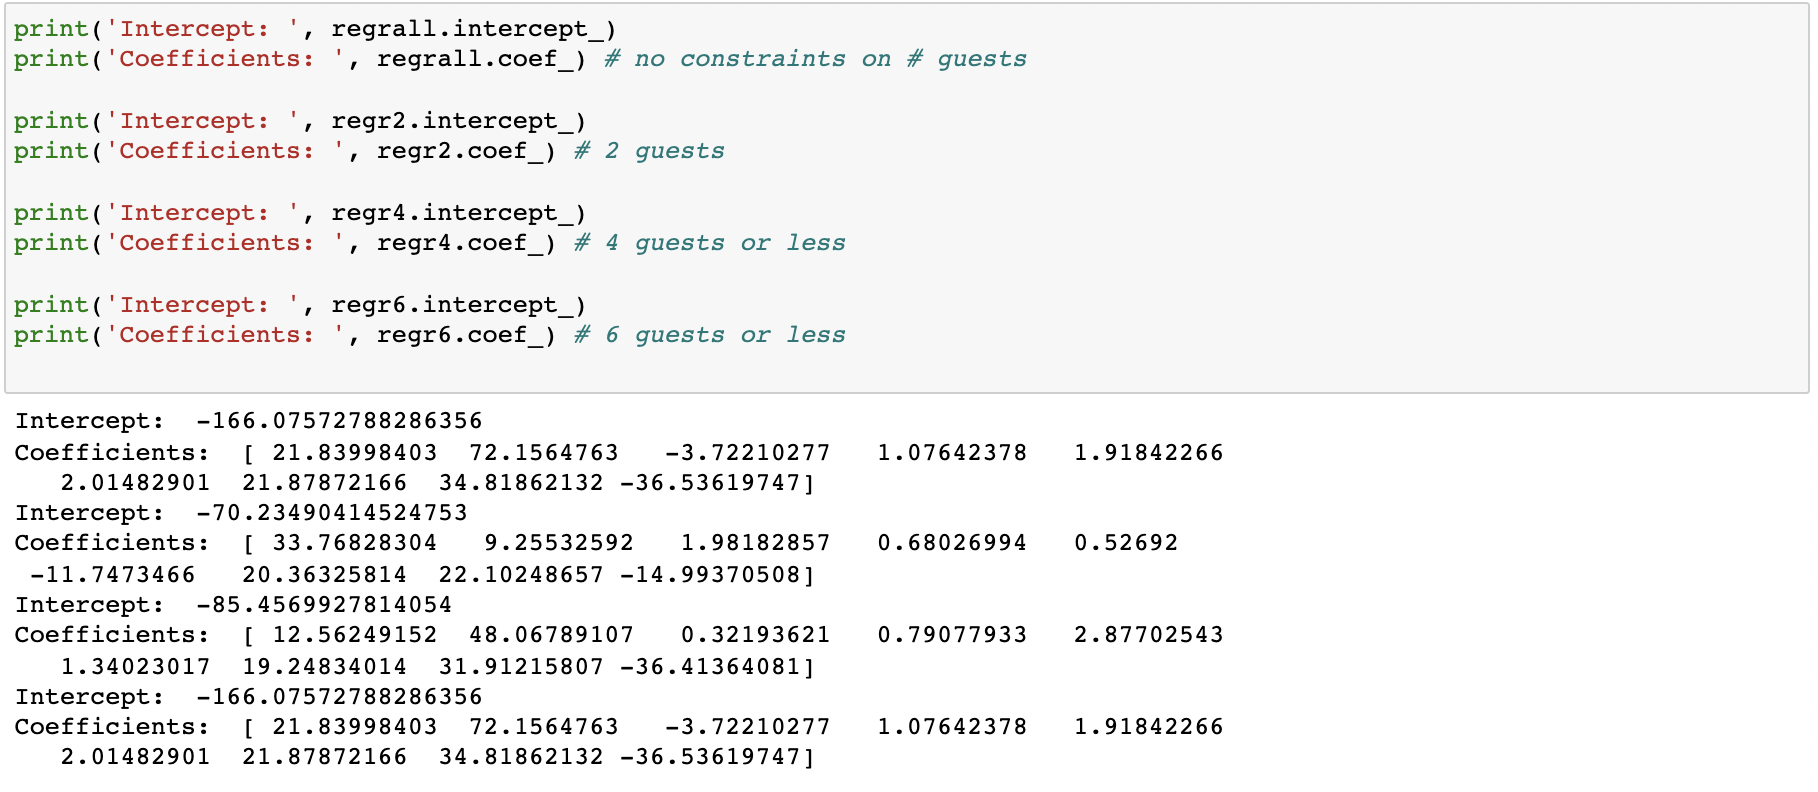 print('Intercept: ', regrall.intercept_)
print('Coefficients: ', regrall.coef_) # no constraints on # guests
print('Intercept: ', regr2.intercept_)
print('Coefficients: ', regr2.coef_) # 2 guests
print('Intercept: ', regr4.intercept_)
print('Coefficients: ', regr4.coef_) # 4 guests or less
print('Intercept: ', regr6.intercept_)
print('Coefficients: ', regr6.coef_) # 6 guests or less
Intercept:  -166.07572788286356
Coefficients:  [ 21.83998403  72.1564763   -3.72210277   1.07642378   1.91842266
   2.01482901  21.87872166  34.81862132 -36.53619747]
Intercept:  -70.23490414524753
Coefficients:  [ 33.76828304   9.25532592   1.98182857   0.68026994   0.52692
 -11.7473466   20.36325814  22.10248657 -14.99370508]
Intercept:  -85.4569927814054
Coefficients:  [ 12.56249152  48.06789107   0.32193621   0.79077933   2.87702543
   1.34023017  19.24834014  31.91215807 -36.41364081]
Intercept:  -166.07572788286356
Coefficients:  [ 21.83998403  72.1564763   -3.72210277   1.07642378   1.91842266
   2.01482901  21.87872166  34.81862132 -36.53619747]